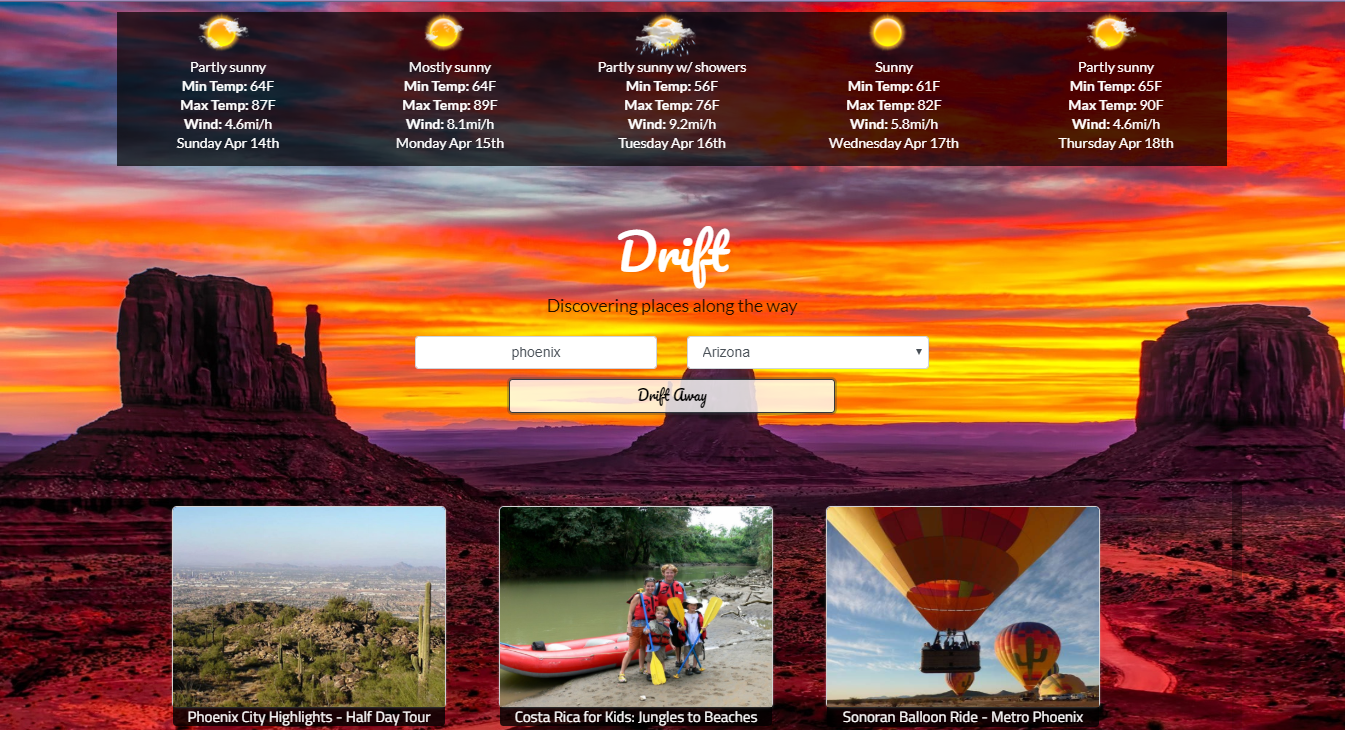 Partly sunny
Min Temp: 64F
Max Temp: 87F
Wind: 4.6mi/h
Sunday Apr 14th
Mostly sunny
Min Temp: 64F
Max Temp: 89F
Wind: 8.1mi/h
Monday Apr 15th
Partly sunny w/ showers
Min Temp: 56F
Max Temp: 76F
Wind: 9.2mi/h
Tuesday Apr 16th
Sunny
Min Temp: 61F
Max Temp: 82F
Wind: 5.8mi/h
Wednesday Apr 17th
Partly sunny
Min Temp: 65F
Max Temp: 90F
Wind: 4.6mi/h
Thursday Apr 18th
Drift
Discovering places along the way
phoenix
Arizona
Drift Away
Phoenix City Highlights - Half Day Tour
Costa Rica for Kids: Jungles to Beaches
Sonoran Balloon Ride - Metro Phoenix